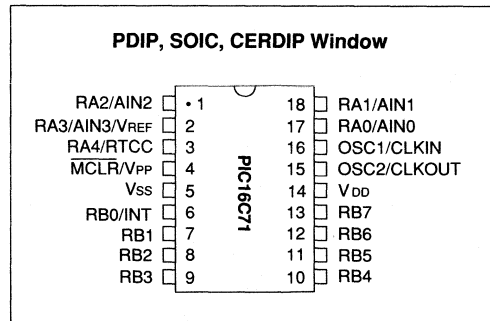 PDIP, SOIC, CERDIP Window
RA2/AIN2 • 1 18 RA1/AIN1
RA3/AIN3/VREF 2 17 RA0/AIN0
RA4/RTCC 3 16 OSC1/CLKIN
MCLR/VPP 4 15 OSC2/CLKOUT
VSS 5 14 VDD
RB0/INT 6 13 RB7
RB1 7 12 RB6
RB2 8 11 RB5
RB3 9 10 RB4
PIC16C71